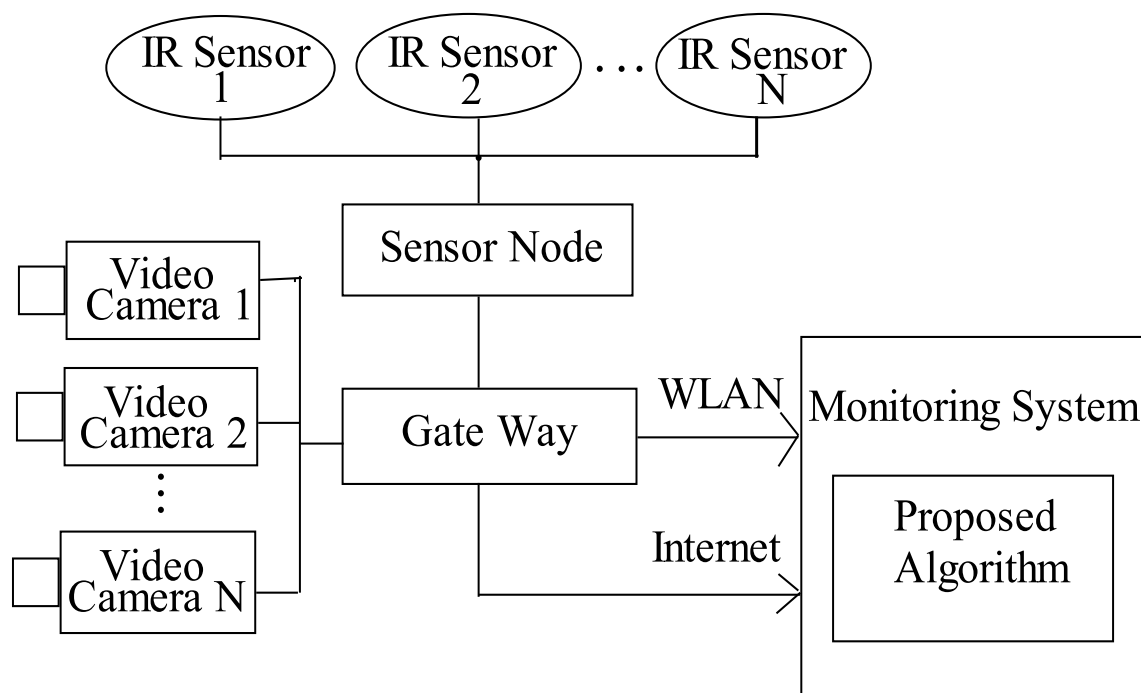 IR Sensor
1
IR Sensor
2
...
IR Sensor
N
Sensor Node
Video
Camera 1
Video
Camera 2
...
Video
Camera N
Gate Way
WLAN
Internet
Monitoring System
Proposed
Algorithm